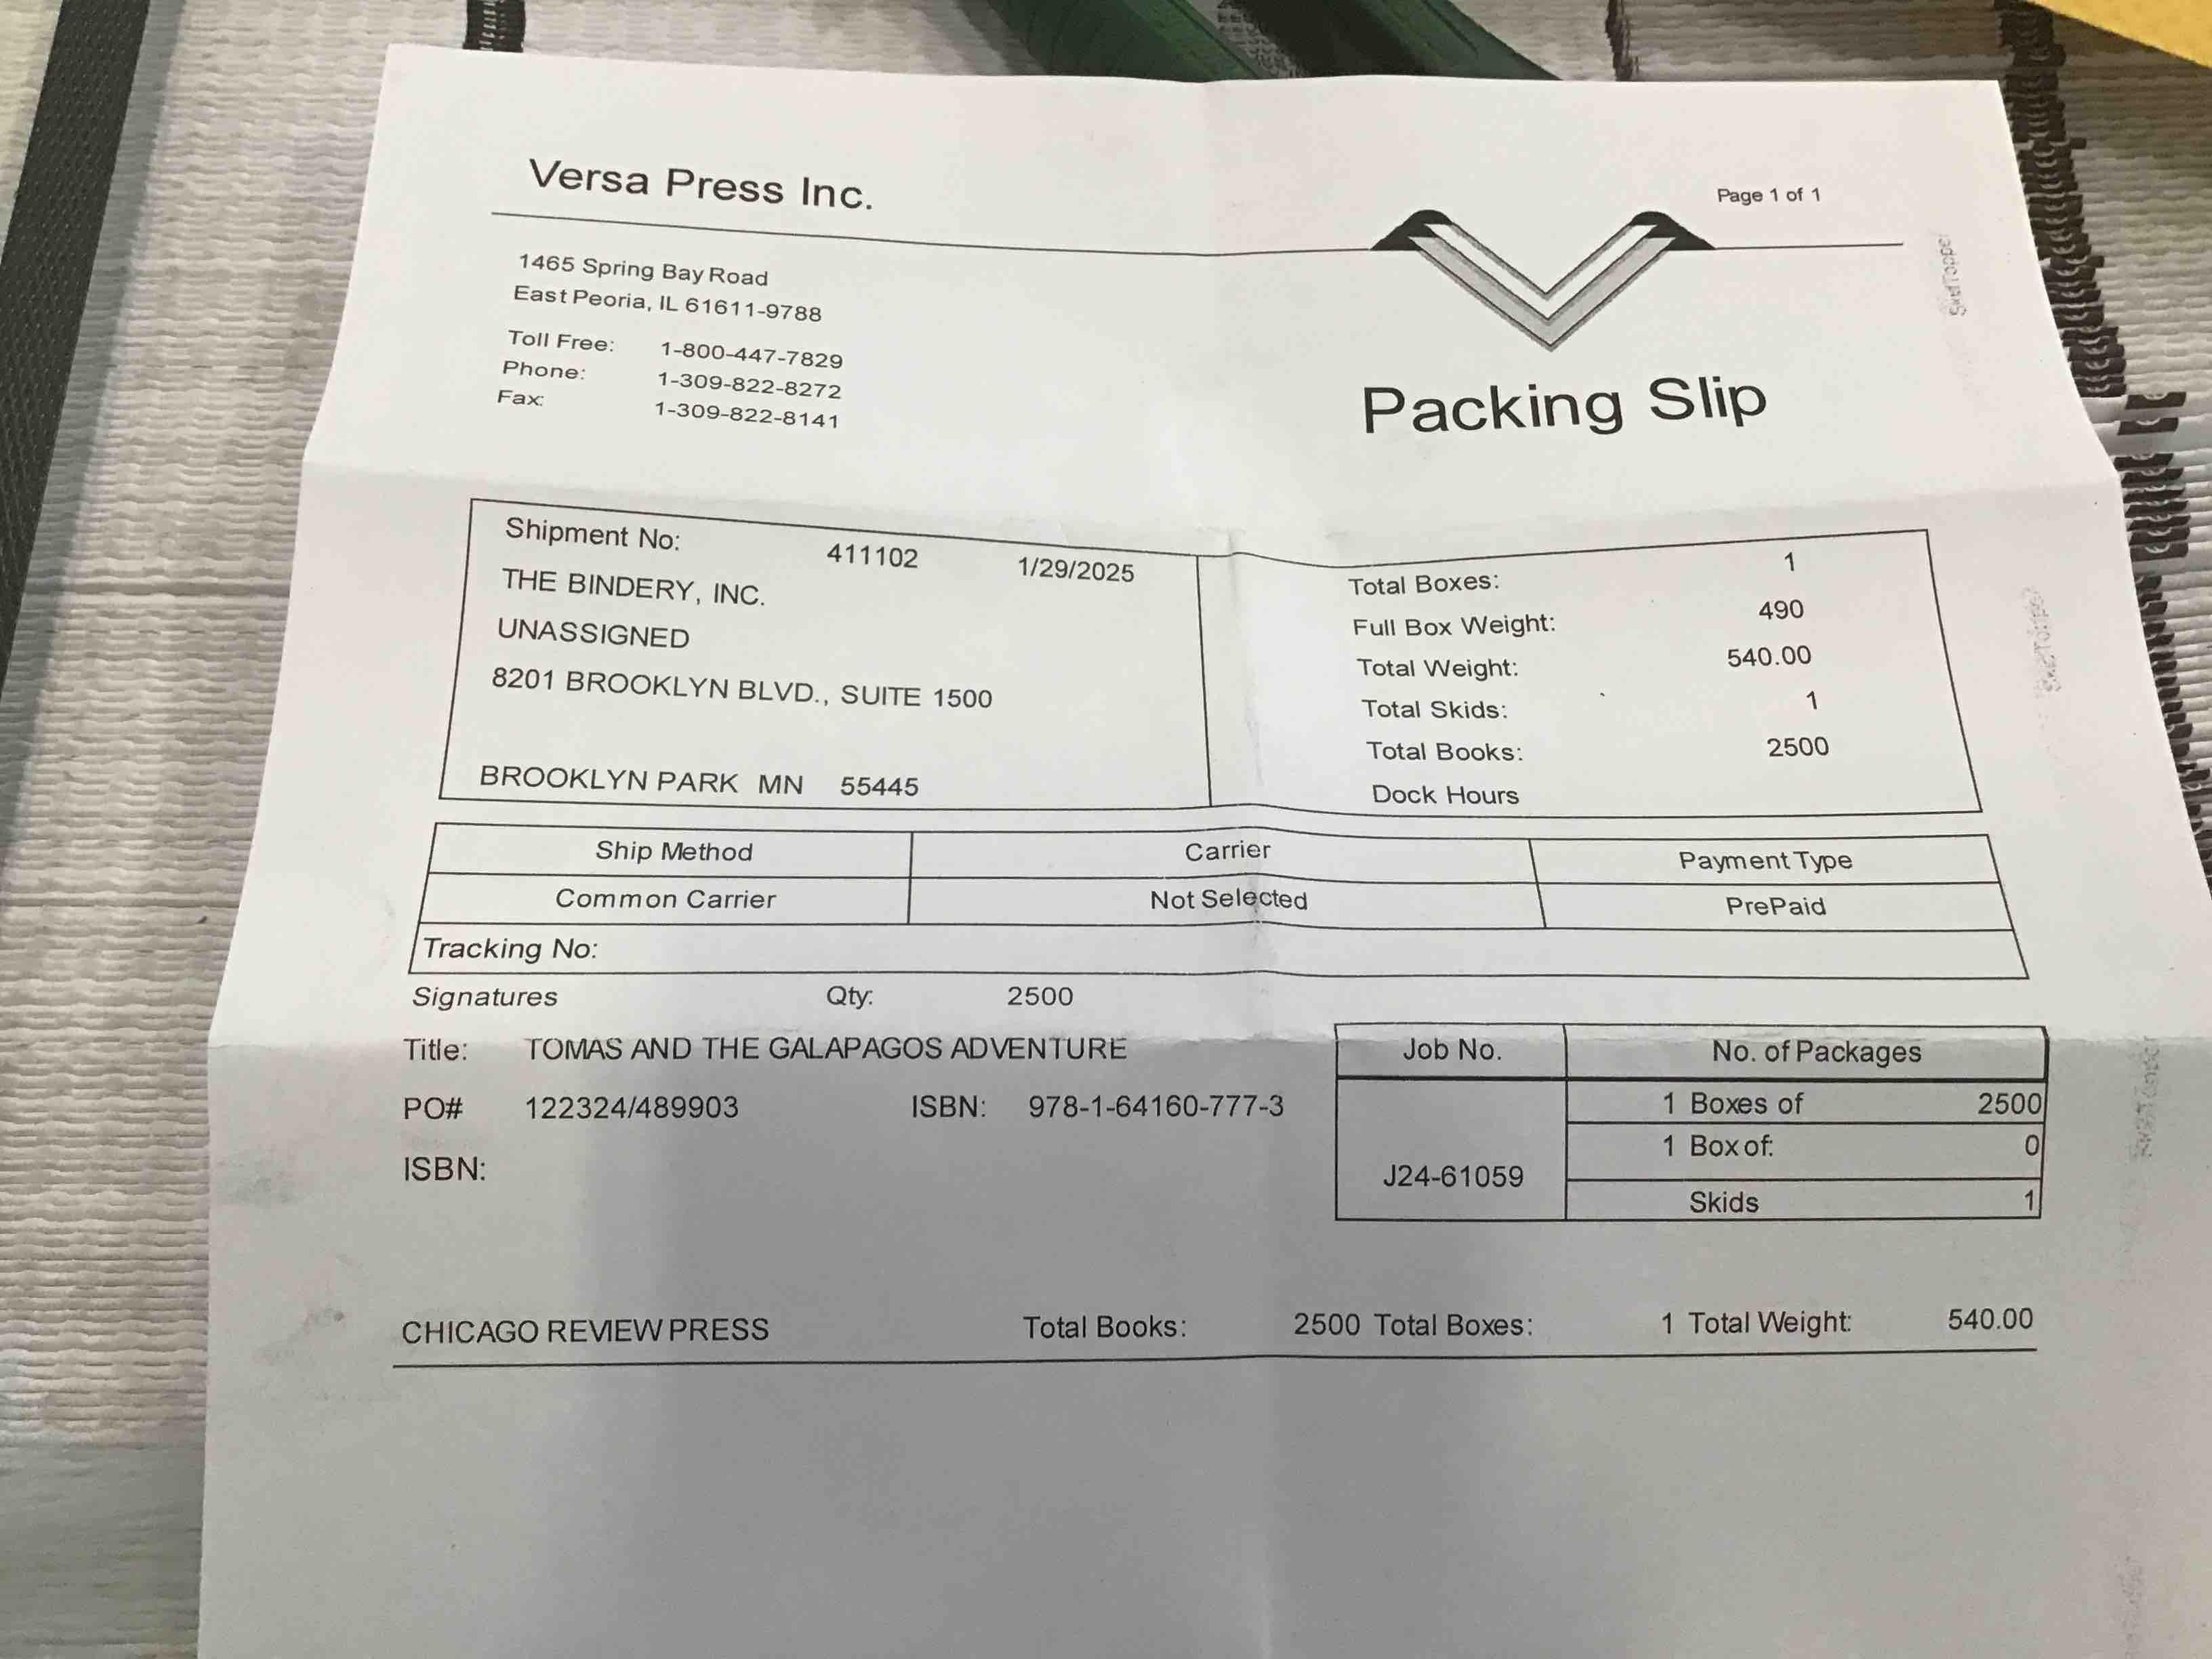 Versa Press Inc.
Page 1 of 1
1465 Spring Bay Road
East Peoria, IL 61611-9788
Toll Free: 1-800-447-7829
Phone: 1-309-822-8272
Fax: 1-309-822-8141
Packing Slip
Shipment No: 411102 1/29/2025
THE BINDERY, INC.
UNASSIGNED
8201 BROOKLYN BLVD., SUITE 1500
BROOKLYN PARK MN 55445
Total Boxes: 1
Full Box Weight: 490
Total Weight: 540.00
Total Skids: 1
Total Books: 2500
Dock Hours
Ship Method Carrier Payment Type
Common Carrier Not Selected PrePaid
Tracking No:
Signatures Qty: 2500
Title: TOMAS AND THE GALAPAGOS ADVENTURE
PO# 122324/489903 ISBN: 978-1-64160-777-3
ISBN:
Job No. No. of Packages
J24-61059
1 Boxes of 2500
1 Box of: 0
Skids 1
CHICAGO REVIEW PRESS Total Books: 2500 Total Boxes: 1 Total Weight: 540.00
SkidTopper